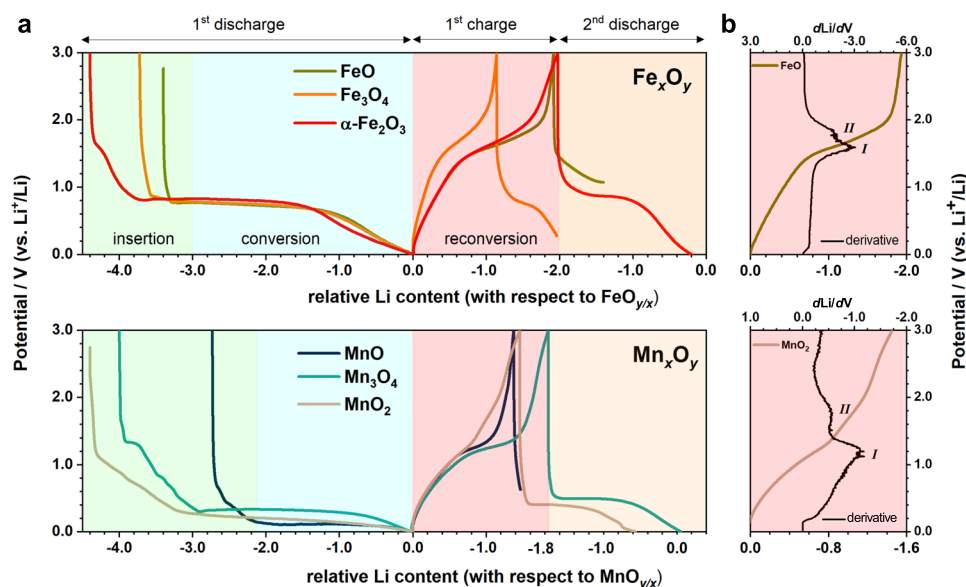 a
1st discharge
1st charge
2nd discharge
b
Potential / V (vs. Li+/Li)
3.0
2.0
1.0
0.0
FeO
Fe3O4
α-Fe2O3
FexOy
insertion
conversion
reconversion
-4.0 -3.0 -2.0 -1.0 0.0 -1.0 -2.0 -1.0 0.0
relative Li content (with respect to FeOy/x)
dLi/dV
3.0 0.0 -3.0 -6.0
FeO
II
I
derivative
3.0
2.0
1.0
0.0
0.0 -1.0 -2.0
Potential / V (vs. Li+/Li)
3.0
2.0
1.0
0.0
MnO
Mn3O4
MnO2
MnxOy
-4.0 -3.0 -2.0 -1.0 0.0 -1.0 -1.8 -1.0 0.0
relative Li content (with respect to MnOy/x)
dLi/dV
1.0 0.0 -1.0 -2.0
MnO2
II
I
derivative
3.0
2.0
1.0
0.0
0.0 -0.8 -1.6